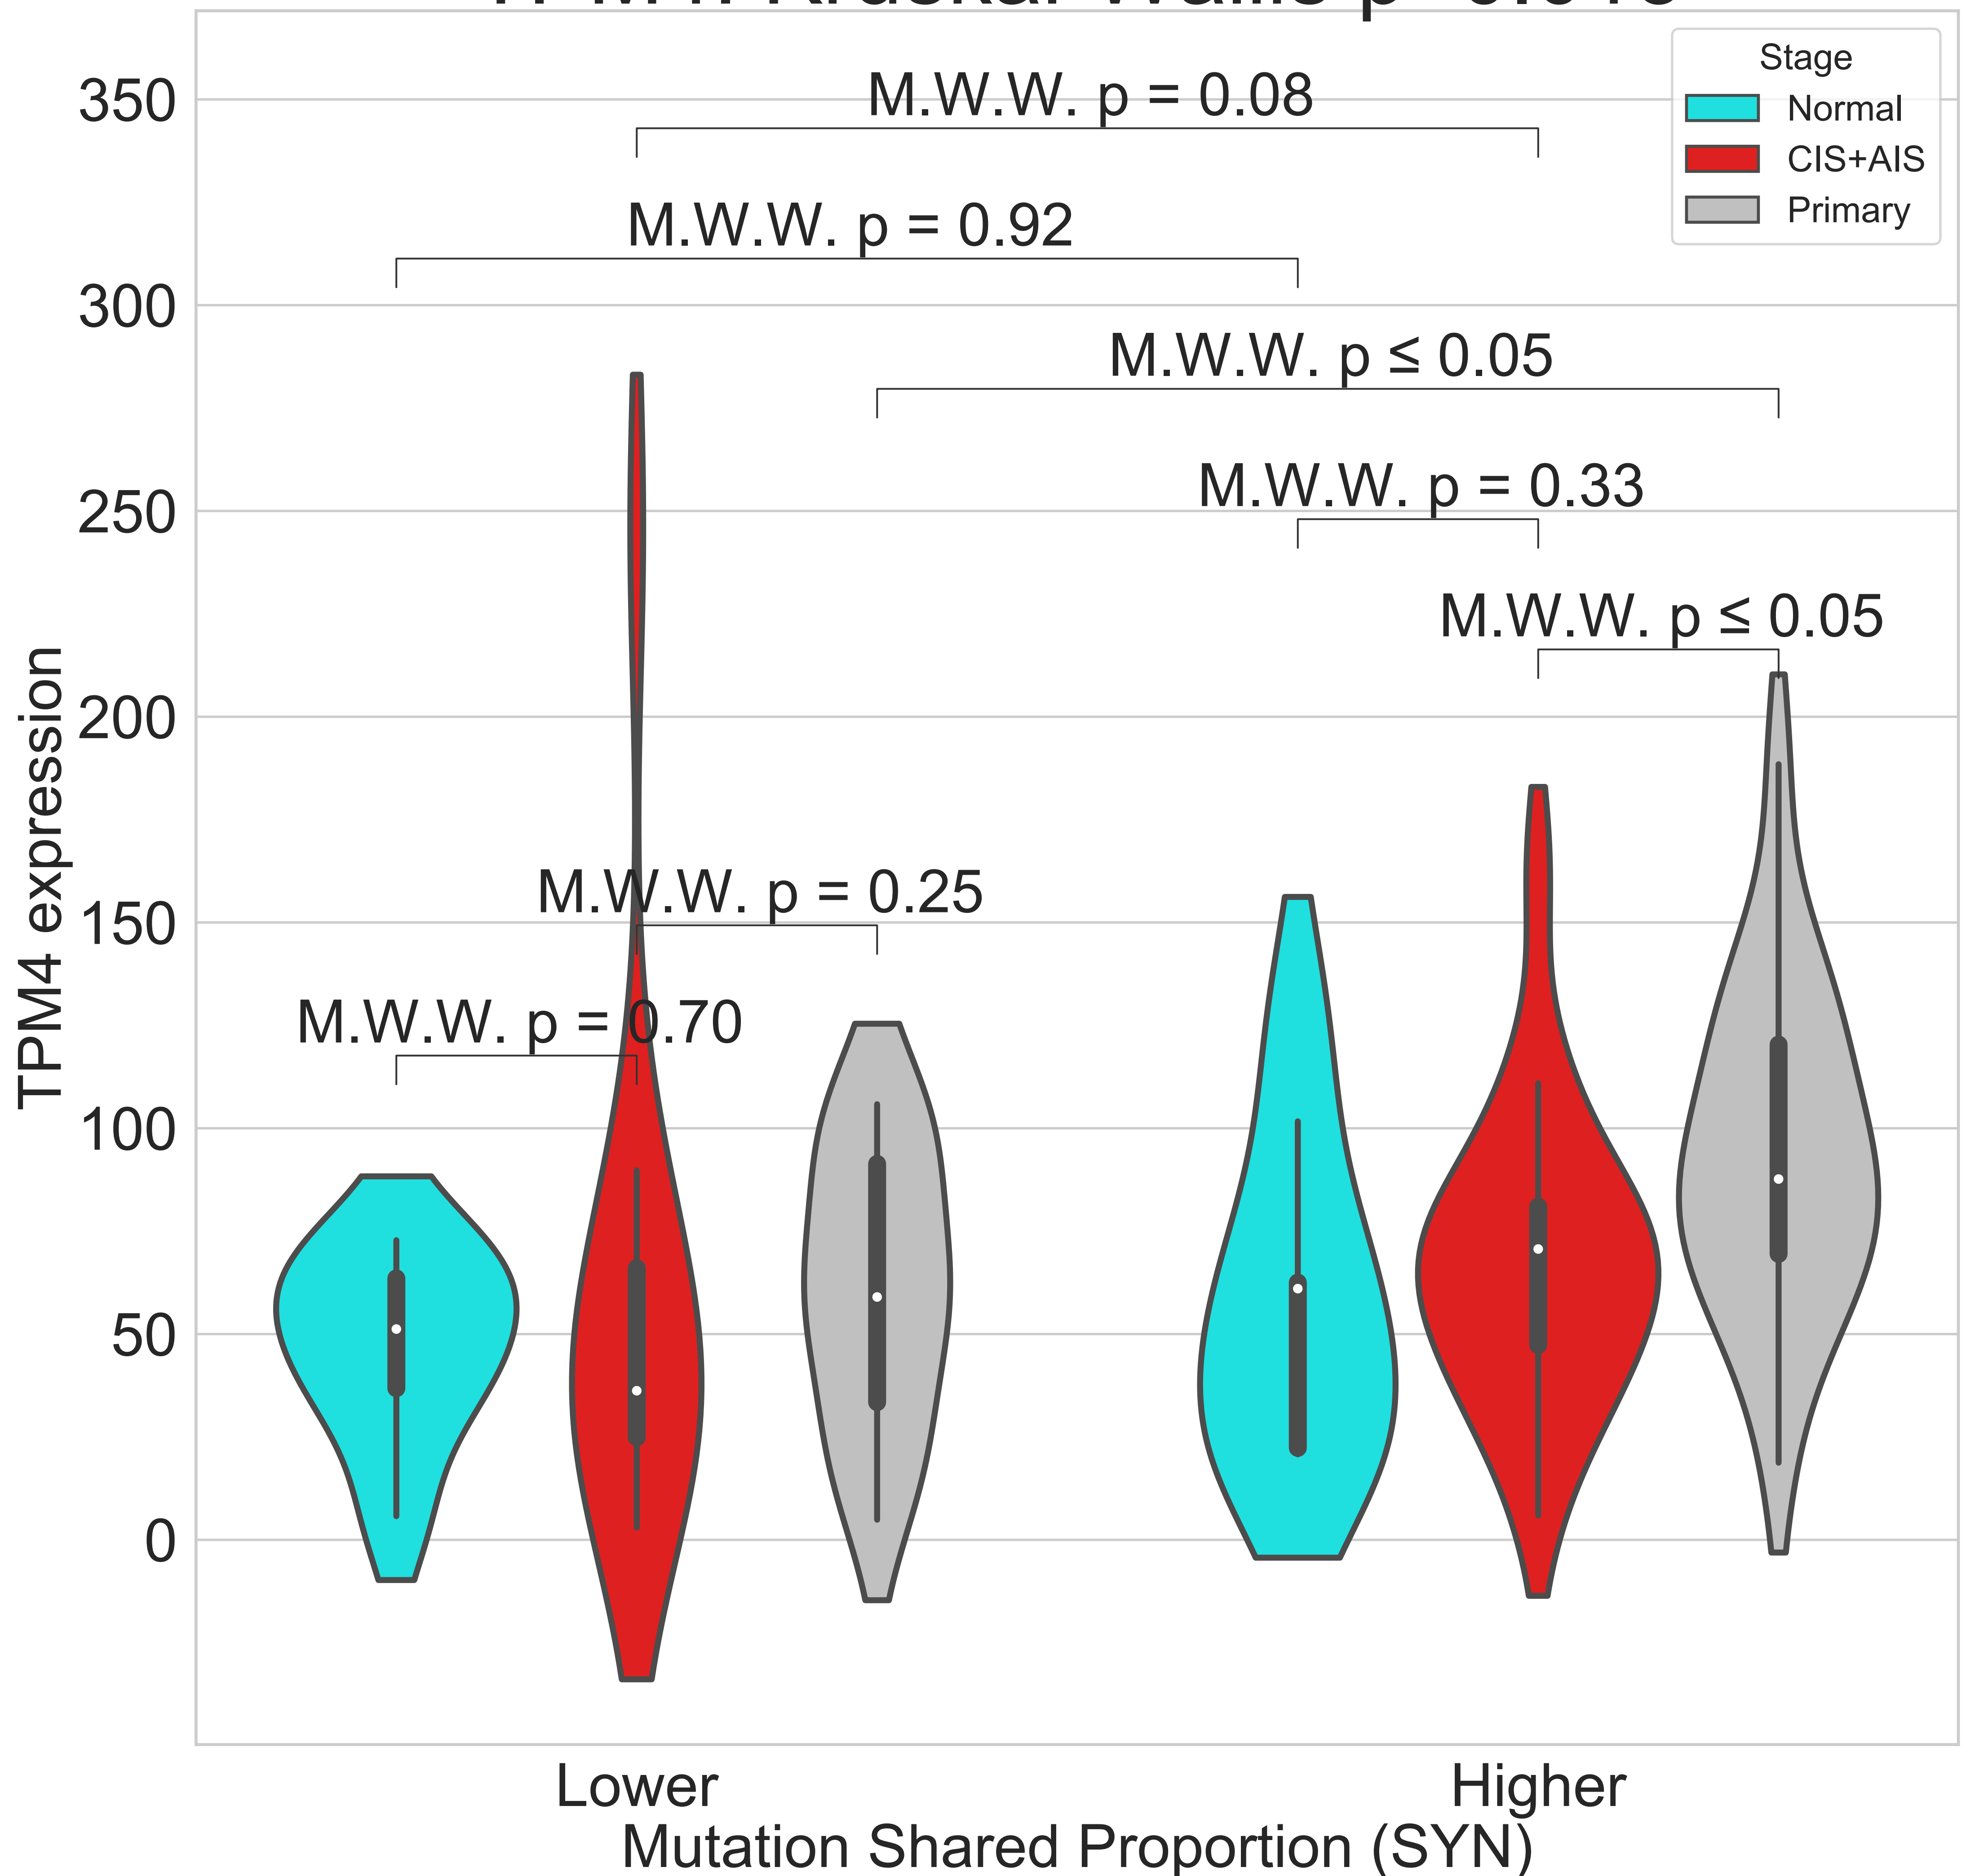 Stage
Normal
CIS+AIS
Primary
M.W.W. p = 0.08
M.W.W. p = 0.92
M.W.W. p ≤ 0.05
M.W.W. p = 0.33
M.W.W. p ≤ 0.05
M.W.W. p = 0.25
M.W.W. p = 0.70
350
300
250
200
150
100
50
0
TPM4 expression
Lower
Higher
Mutation Shared Proportion (SYN)